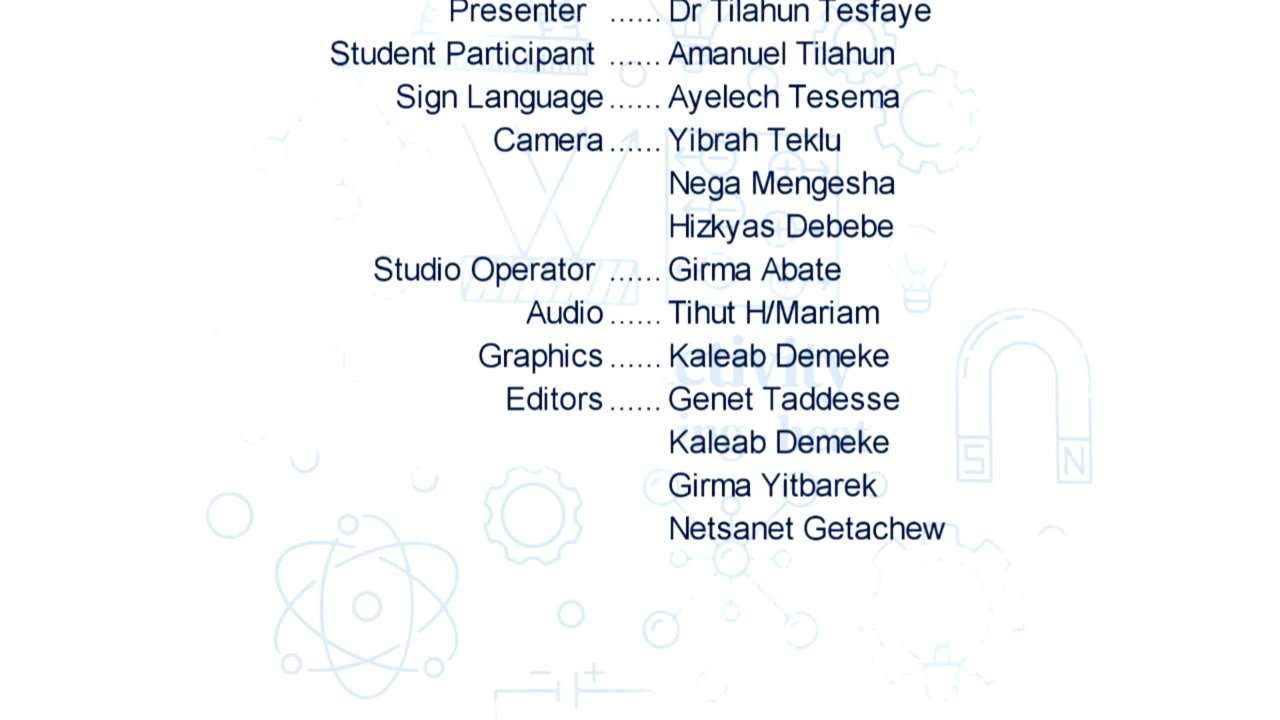 Presenter ...... Dr Tilahun Tesfaye
Student Participant ...... Amanuel Tilahun
Sign Language ...... Ayelech Tesema
Camera ...... Yibrah Teklu
Nega Mengesha
Hizkyas Debebe
Studio Operator ...... Girma Abate
Audio ...... Tihut H/Mariam
Graphics ...... Kaleab Demeke
Editors ...... Genet Taddesse
Kaleab Demeke
Girma Yitbarek
Netsanet Getachew
S N